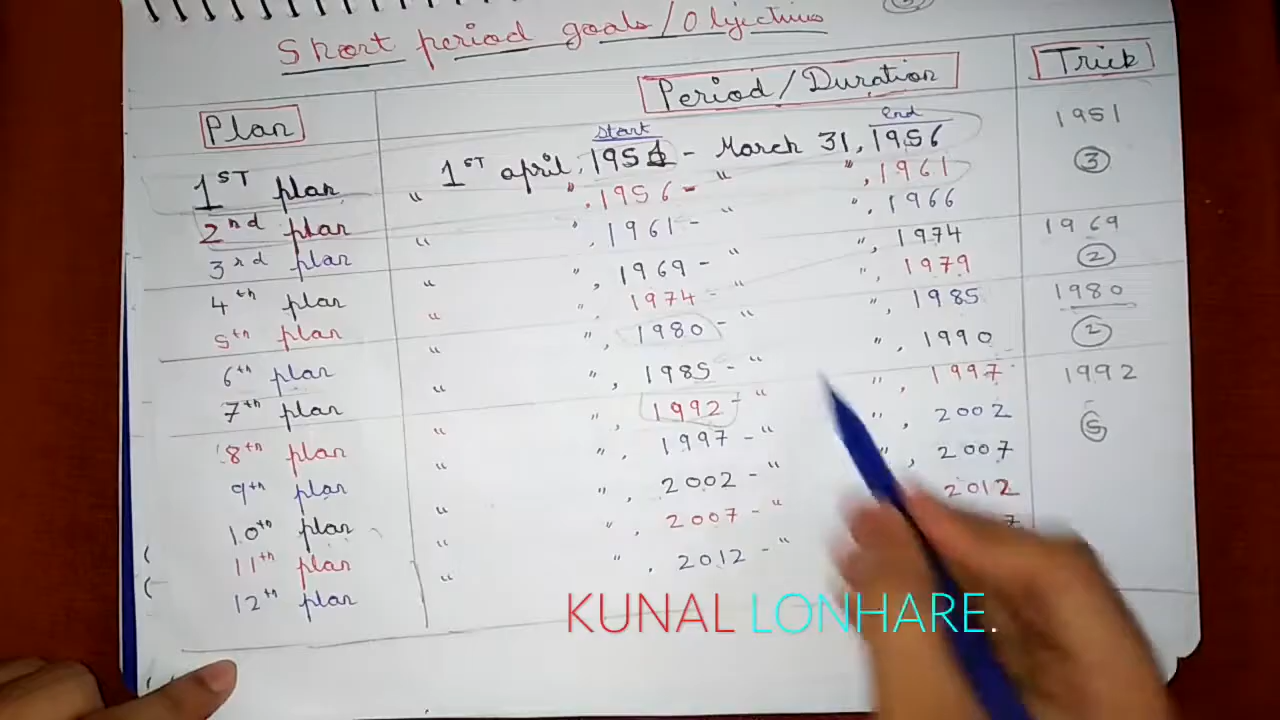 Short period goals/Objectives
Plan Period/Duration Trick
start end
1ST plan 1ST april, 1951 - March 31, 1956 1951
2nd plan " ", 1956 - " ", 1961 3
3rd plan " ", 1961 - " ", 1966
4th plan " ", 1969 - " ", 1974 1969
5th plan " ", 1974 - " ", 1979 2
6th plan " ", 1980 - " ", 1985 1980
7th plan " ", 1985 - " ", 1990 2
8th plan " ", 1992 - " ", 1997 1992
9th plan " ", 1997 - " ", 2002 5
10th plan " ", 2002 - " ", 2007
11th plan " ", 2007 - " 2012
12th plan " ", 2012 - " 7
KUNAL LONHARE.